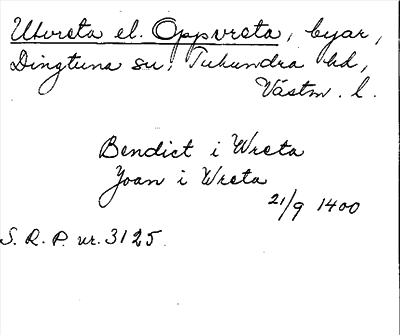 Utvreta el. Oppvreta, byar,
Dingtuna sn, Tuhundra hd,
Västm. l.
Bendict i Wreta
Joan i Wreta
21/9 1400
S. R. P. nr. 3125.